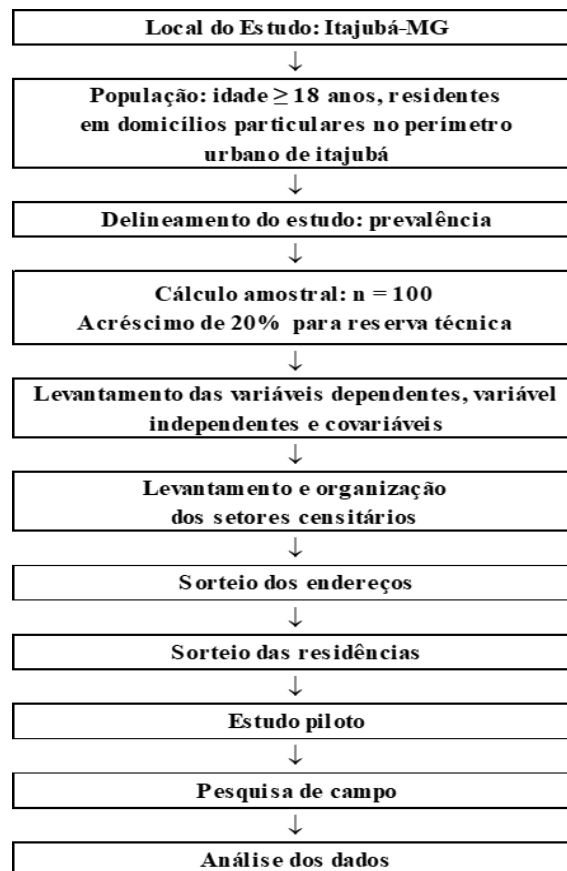 Local do Estudo: Itajubá-MG
↓
População: idade ≥ 18 anos, residentes
em domicílios particulares no perímetro
urbano de itajubá
↓
Delineamento do estudo: prevalência
↓
Cálculo amostral: n = 100
Acréscimo de 20% para reserva técnica
↓
Levantamento das variáveis dependentes, variável
independentes e covariáveis
↓
Levantamento e organização
dos setores censitários
↓
Sorteio dos endereços
↓
Sorteio das residências
↓
Estudo piloto
↓
Pesquisa de campo
↓
Análise dos dados